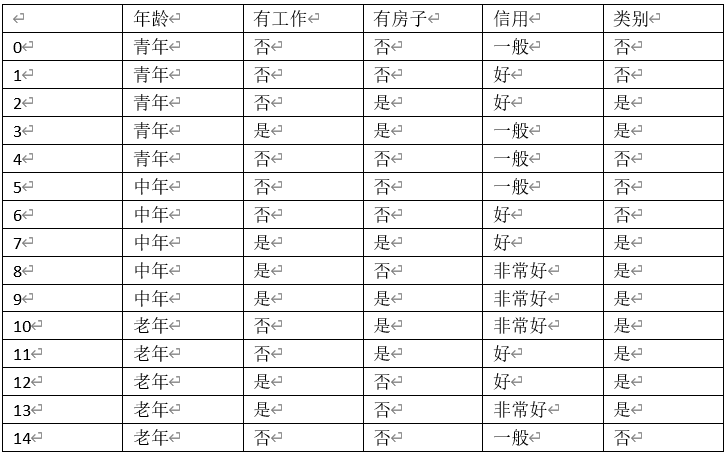 年龄 有工作 有房子 信用 类别
0 青年 否 否 一般 否
1 青年 否 否 好 否
2 青年 否 是 好 是
3 青年 是 是 一般 是
4 青年 否 否 一般 否
5 中年 否 否 一般 否
6 中年 否 否 好 否
7 中年 是 是 好 是
8 中年 是 否 非常好 是
9 中年 是 是 非常好 是
10 老年 否 是 非常好 是
11 老年 否 是 好 是
12 老年 是 否 好 是
13 老年 是 否 非常好 是
14 老年 否 否 一般 否